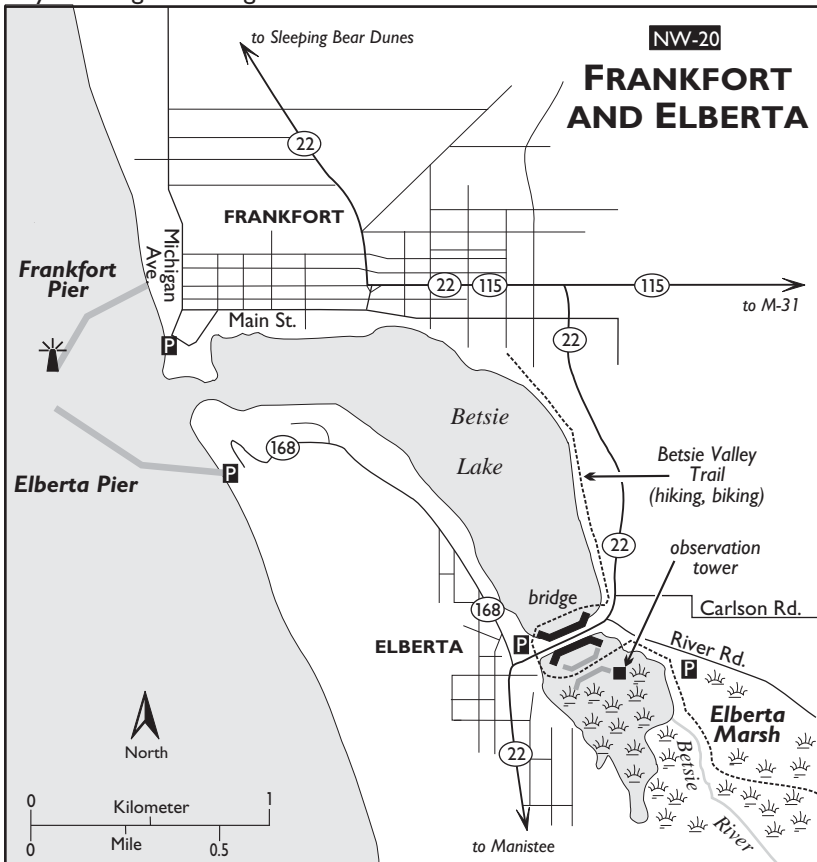 NW-20
FRANKFORT
AND ELBERTA
to Sleeping Bear Dunes
22
FRANKFORT
Michigan
Ave.
Frankfort
Pier
22
115
115
to M-31
Main St.
P
22
Betsie
Lake
168
Betsie Valley
Trail
(hiking, biking)
P
Elberta Pier
22
observation
tower
bridge
168
Carlson Rd.
ELBERTA
P
River Rd.
P
Elberta
Marsh
North
22
Betsie
River
0
Kilometer
1
0
Mile
0.5
to Manistee